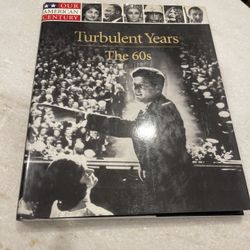 OUR
AMERICAN
CENTURY
Turbulent Years
The 60s